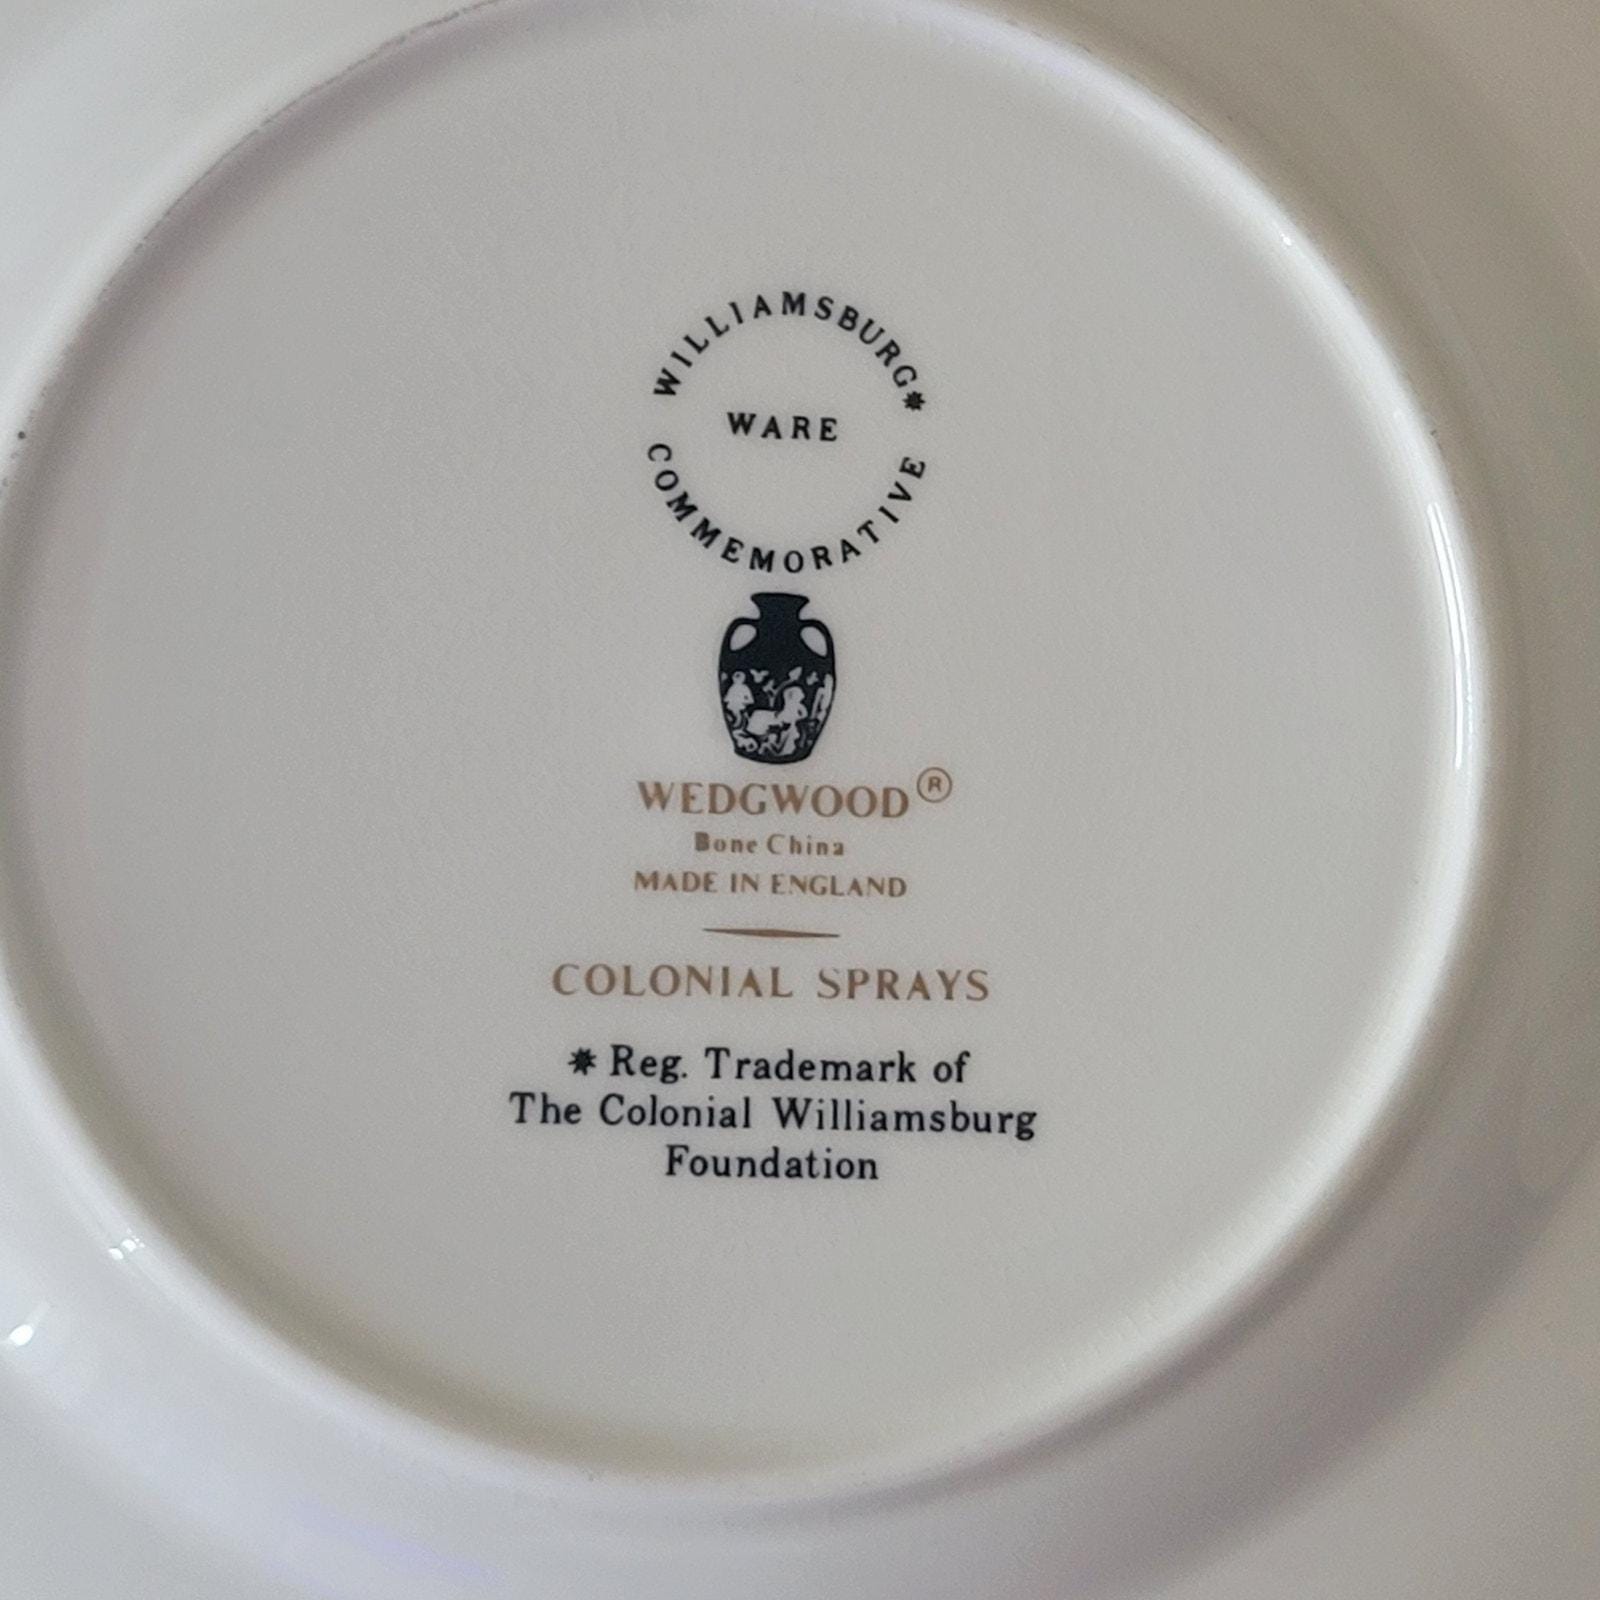 WILLIAMSBURG*
WARE
COMMEMORATIVE
WEDGWOOD®
Bone China
MADE IN ENGLAND
COLONIAL SPRAYS
* Reg. Trademark of
The Colonial Williamsburg
Foundation